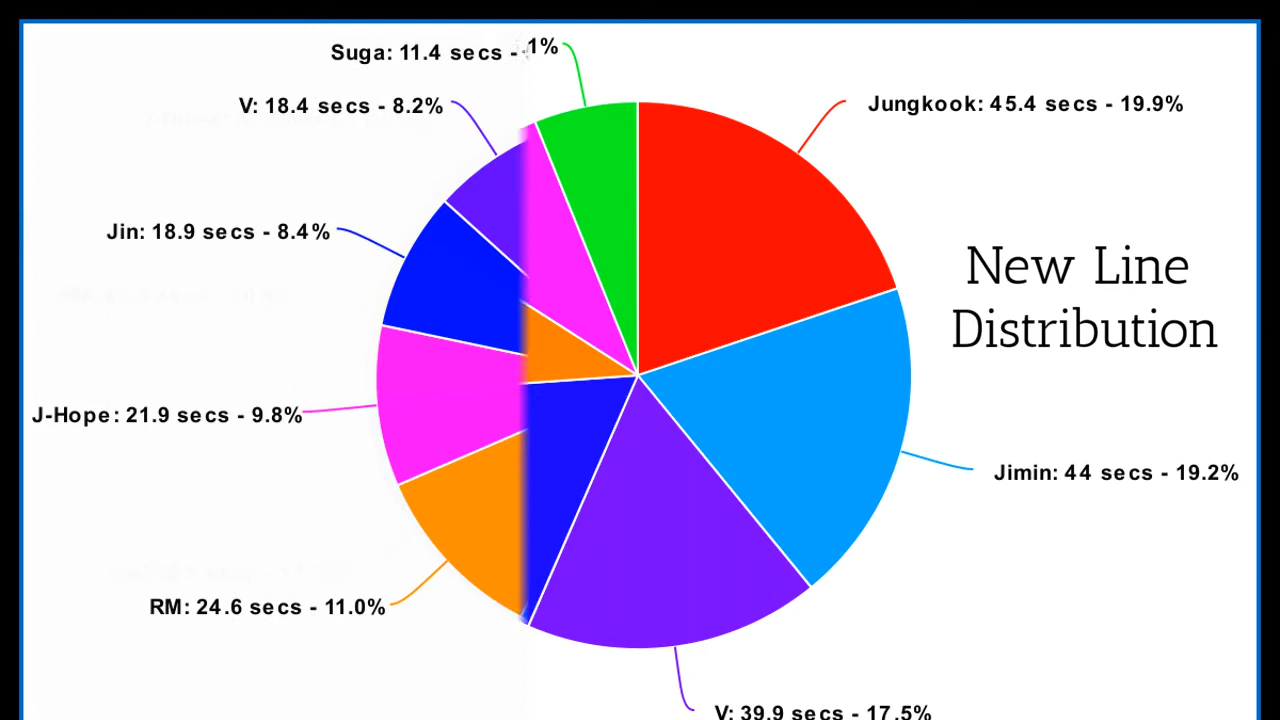 Suga: 11.4 secs - 1%
V: 18.4 secs - 8.2%
Jungkook: 45.4 secs - 19.9%
Jin: 18.9 secs - 8.4%
New Line
Distribution
J-Hope: 21.9 secs - 9.8%
Jimin: 44 secs - 19.2%
RM: 24.6 secs - 11.0%
V: 39.9 secs - 17.5%